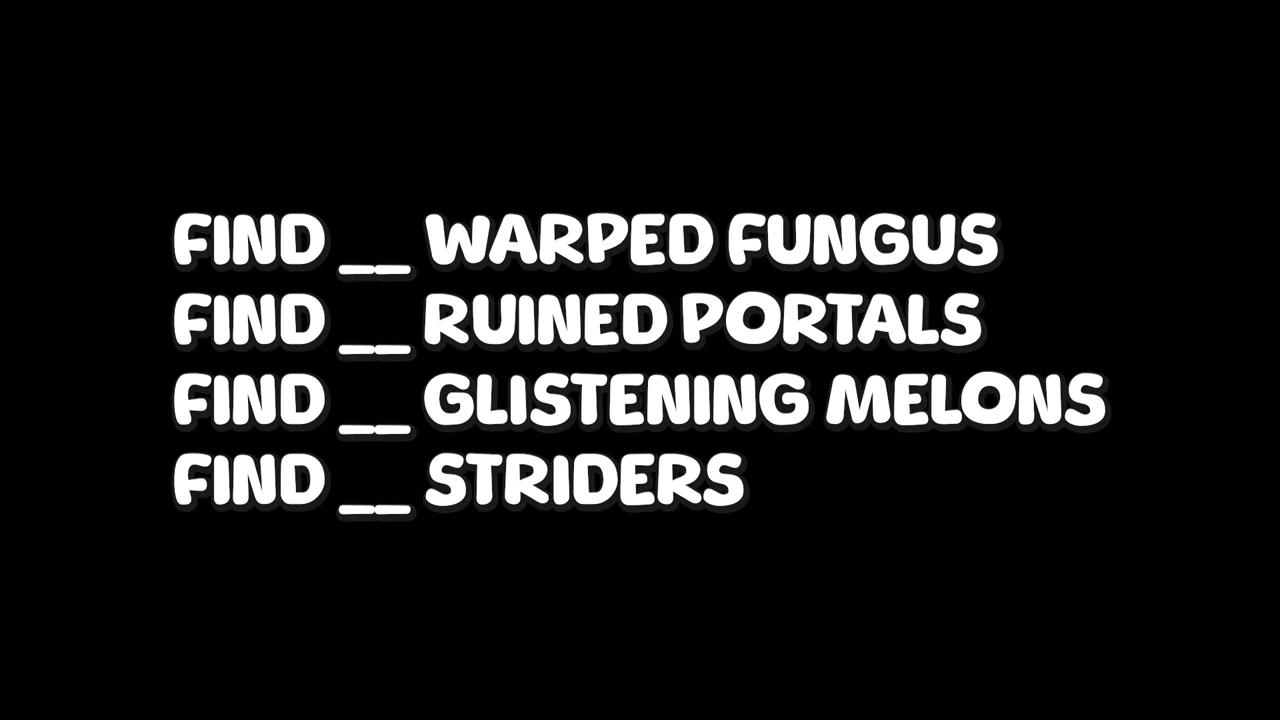 FIND __ WARPED FUNGUS
FIND __ RUINED PORTALS
FIND __ GLISTENING MELONS
FIND __ STRIDERS